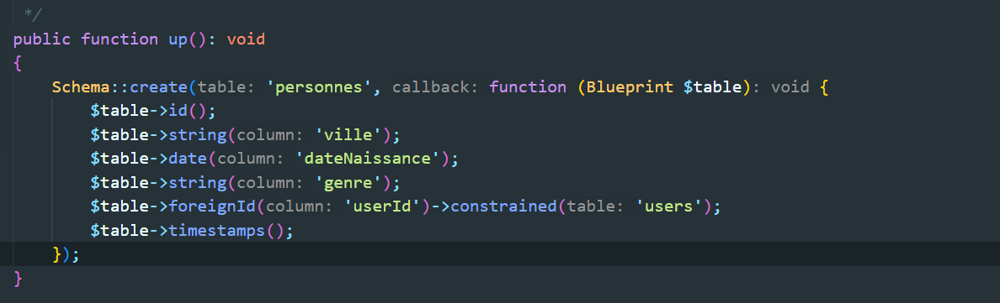 */
public function up(): void
{
Schema::create(table: 'personnes', callback: function (Blueprint $table): void {
$table->id();
$table->string(column: 'ville');
$table->date(column: 'dateNaissance');
$table->string(column: 'genre');
$table->foreignId(column: 'userId')->constrained(table: 'users');
$table->timestamps();
});
}